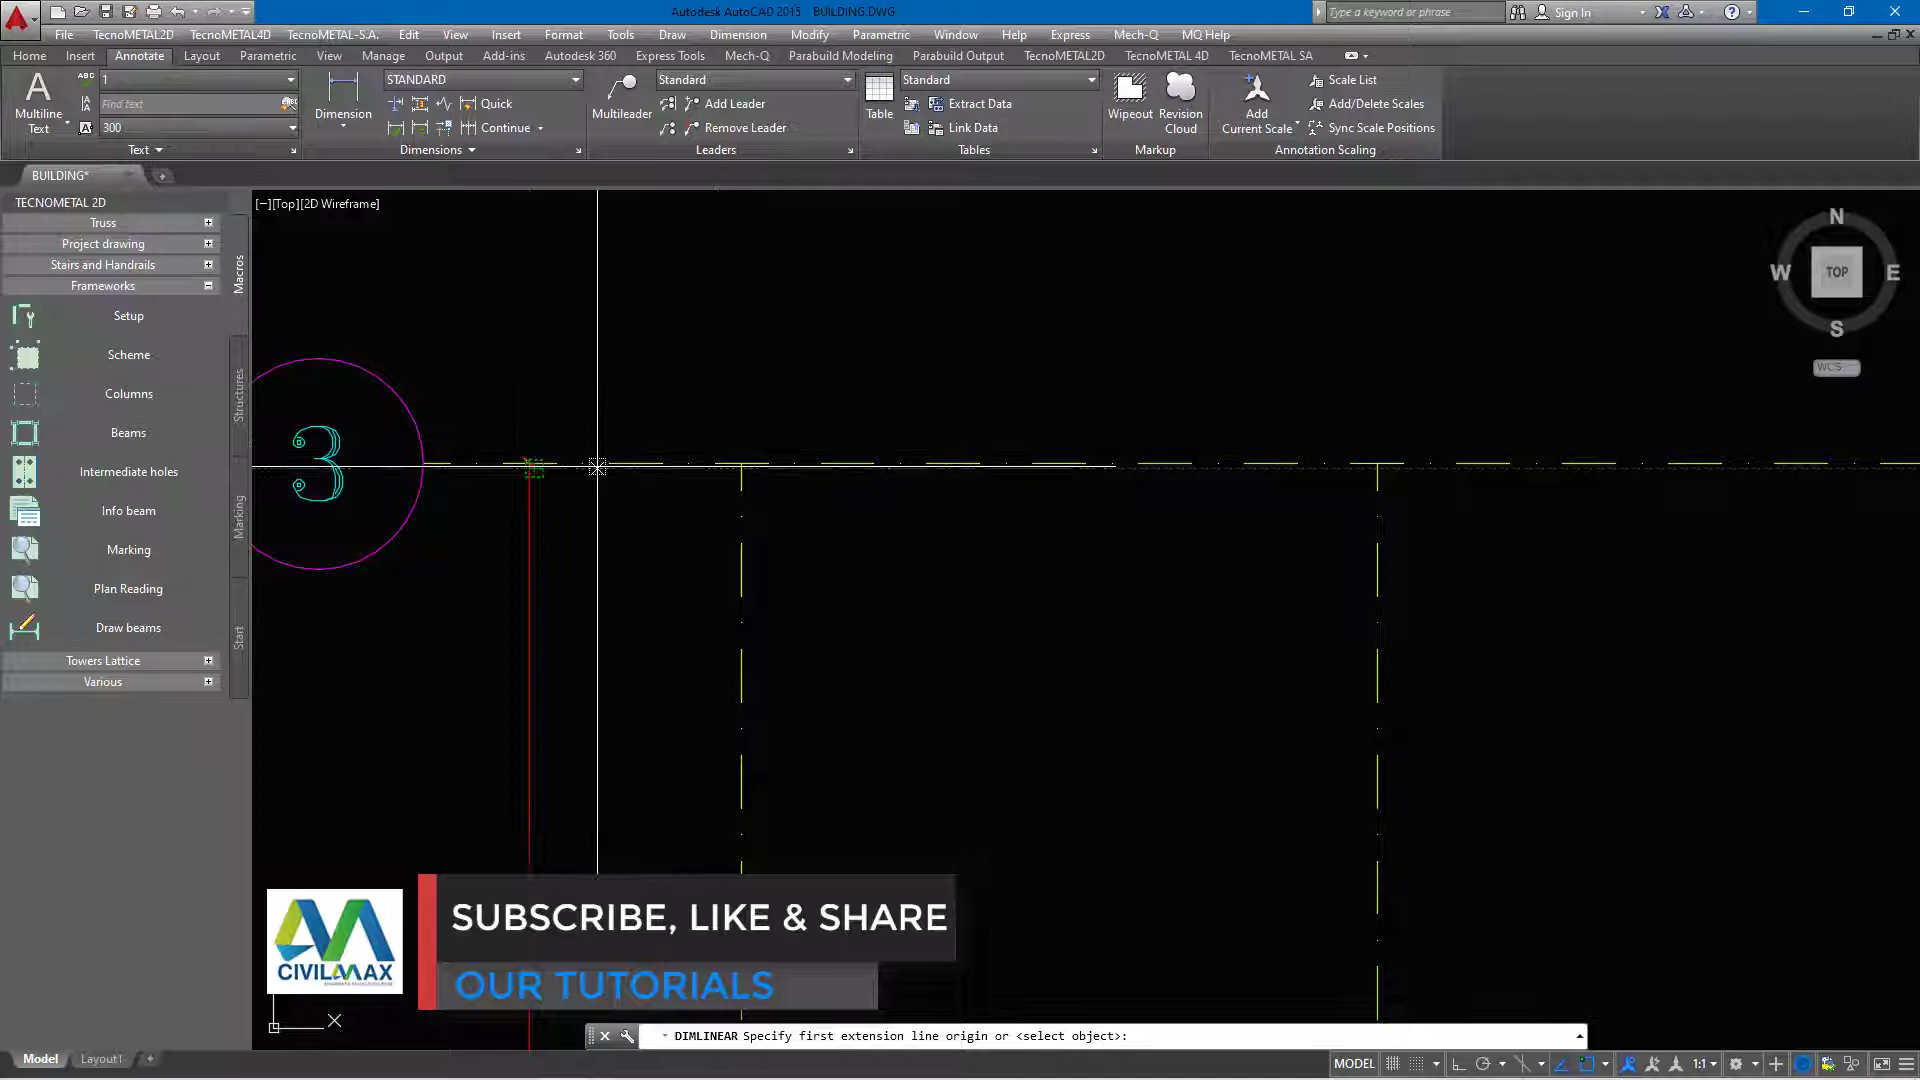 Autodesk AutoCAD 2015 BUILDING.DWG
Type a keyword or phrase
Sign In
File TecnoMETAL2D TecnoMETAL4D TecnoMETAL-S.A. Edit View Insert Format Tools Draw Dimension Modify Parametric Window Help Express Mech-Q MQ Help
Home Insert Annotate Layout Parametric View Manage Output Add-ins Autodesk 360 Express Tools Mech-Q Parabuild Modeling Parabuild Output TecnoMETAL2D TecnoMETAL 4D TecnoMETAL SA
A ABC 1 STANDARD Standard Standard Scale List
Multiline Text Find text Dimension Quick Multileader Add Leader Table Extract Data Wipeout Revision Cloud Add Current Scale Add/Delete Scales
300 Continue Remove Leader Link Data Sync Scale Positions
Text Dimensions Leaders Tables Markup Annotation Scaling
BUILDING*
TECNOMETAL 2D
Truss
Project drawing
Stairs and Handrails
Frameworks
Setup
Scheme
Columns
Beams
Intermediate holes
Info beam
Marking
Plan Reading
Draw beams
Towers Lattice
Various
Macros
Structures
Marking
Start
[−][Top][2D Wireframe]
N
W TOP E
S
WCS
3
CIVILMAX
SUBSCRIBE, LIKE & SHARE
OUR TUTORIALS
DIMLINEAR Specify first extension line origin or <select object>:
Model Layout1
MODEL 1:1